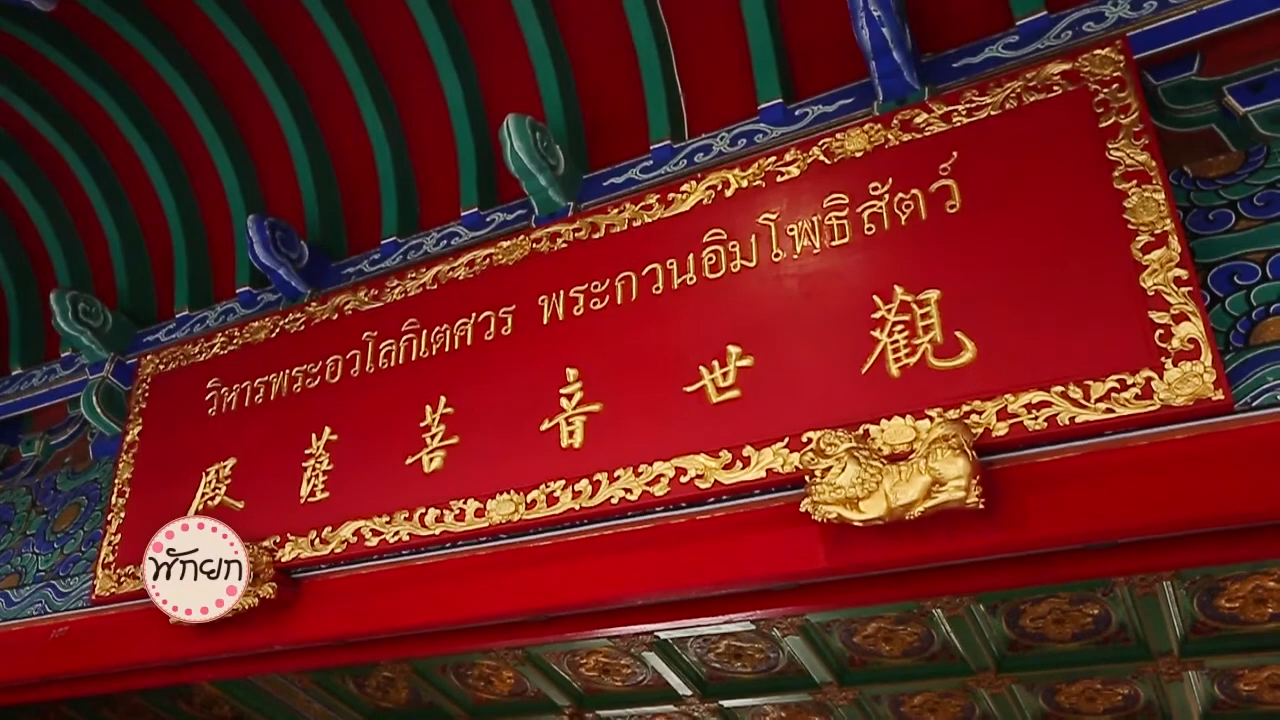 วิหารพระอวโลกิเตศวร พระกวนอิมโพธิสัตว์
殿薩菩音世觀
พักยก